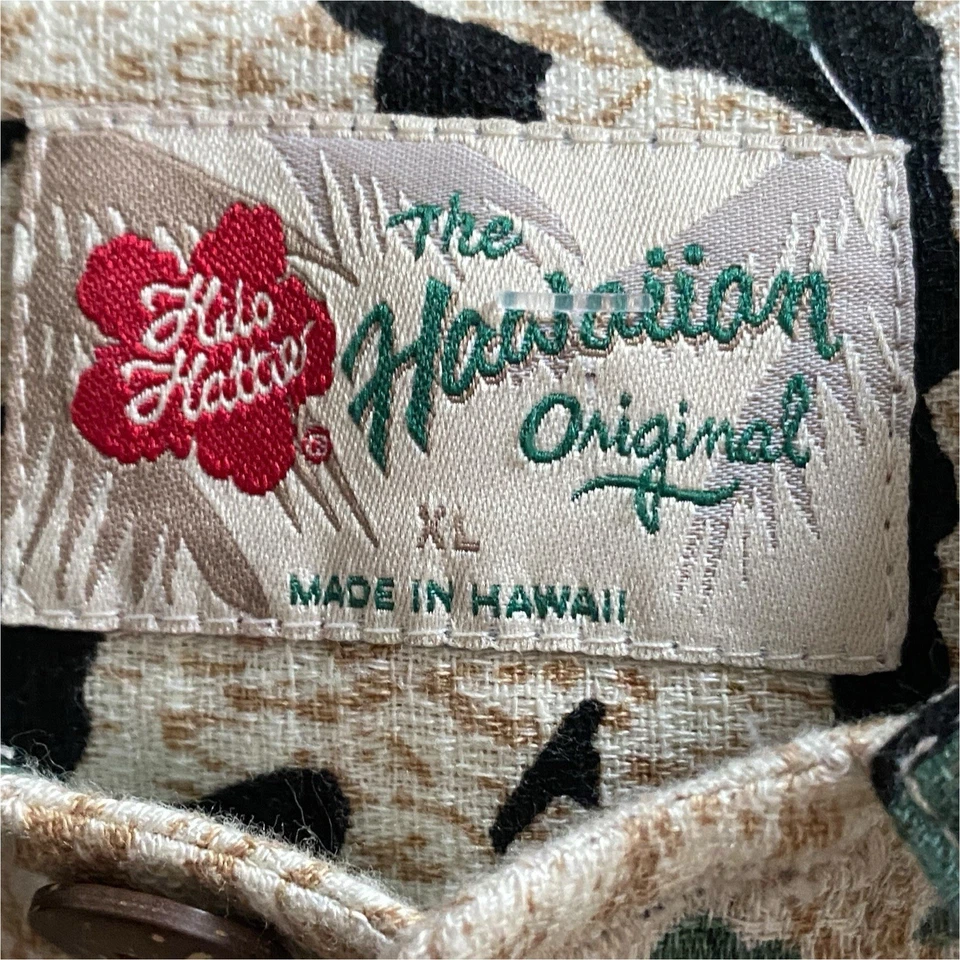 Hilo
Hattie
®
The
Hawaiian
Original
XL
MADE IN HAWAII